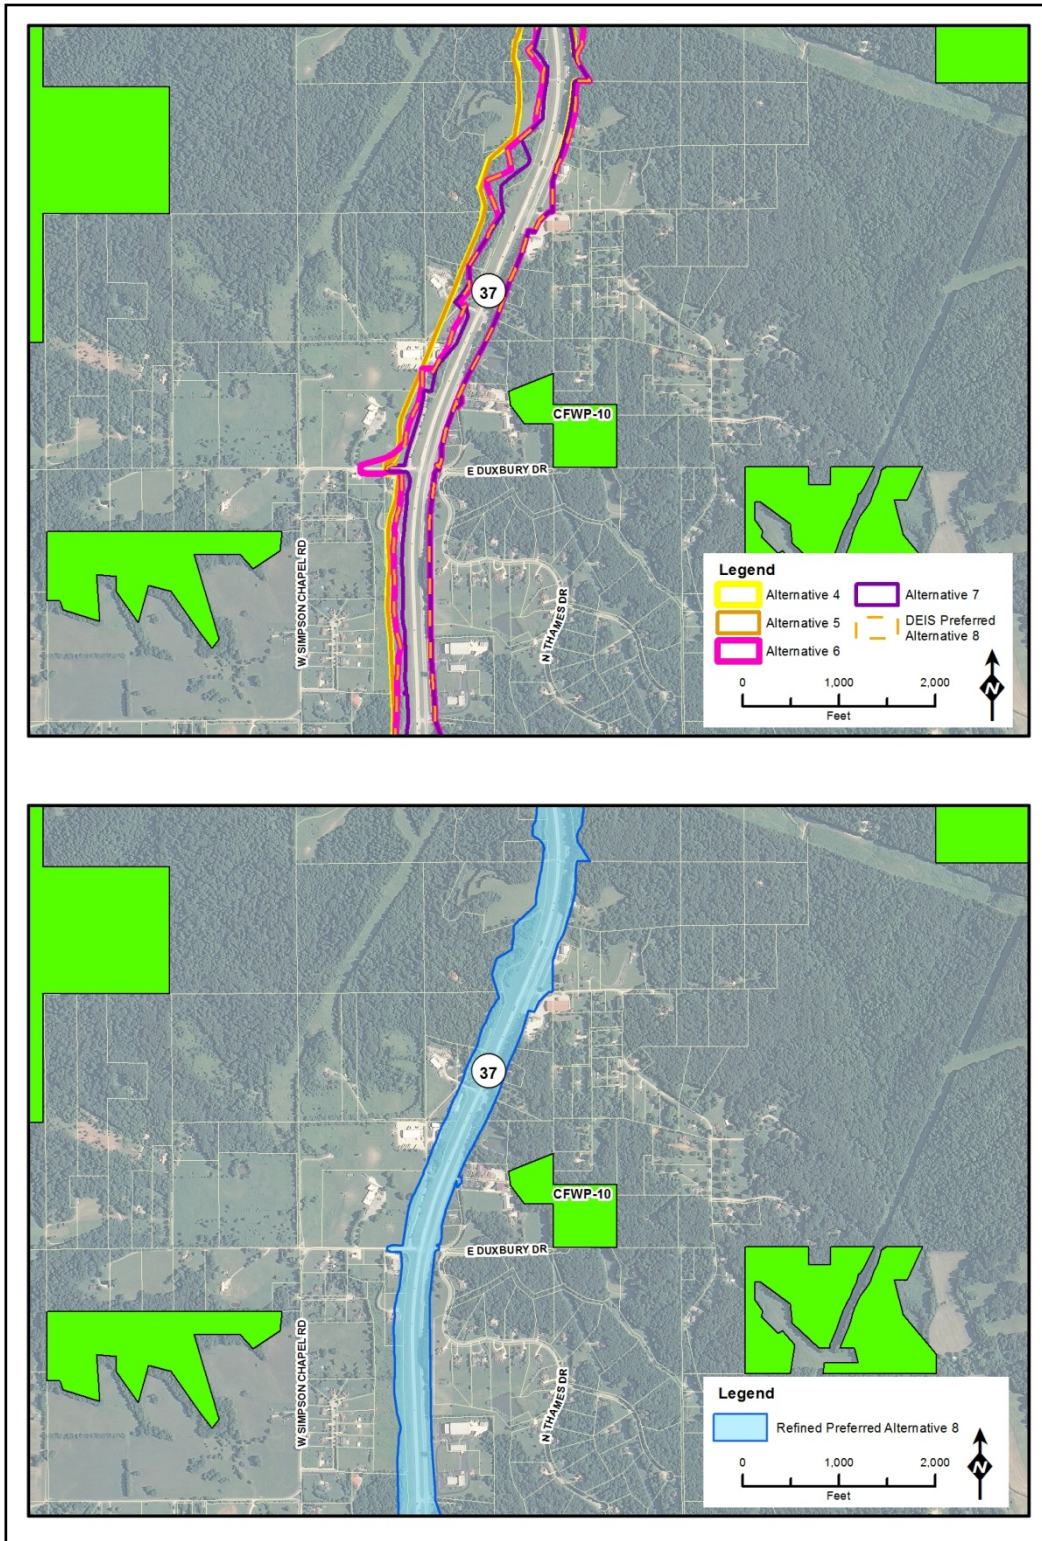 37
CFWP-10
E DUXBURY DR
W SIMPSON CHAPEL RD
N THAMES DR
Legend
Alternative 4
Alternative 7
Alternative 5
DEIS Preferred
Alternative 8
Alternative 6
0 1,000 2,000
Feet
N
37
CFWP-10
E DUXBURY DR
W SIMPSON CHAPEL RD
N THAMES DR
Legend
Refined Preferred Alternative 8
0 1,000 2,000
Feet
N